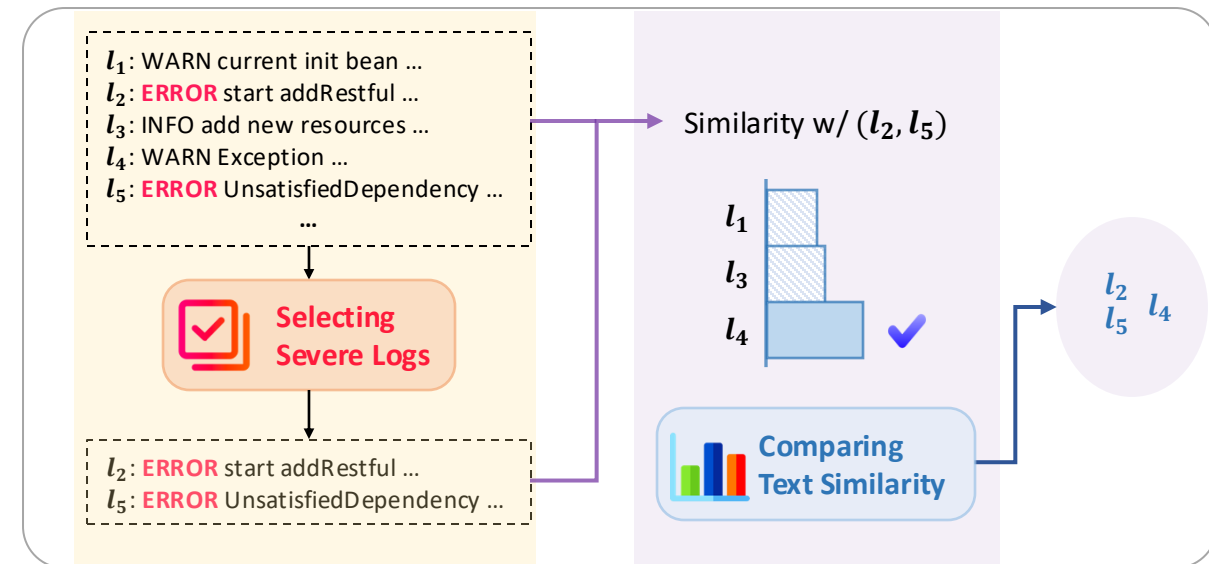 l₁: WARN current init bean ...
l₂: ERROR start addRestful ...
l₃: INFO add new resources ...
l₄: WARN Exception ...
l₅: ERROR UnsatisfiedDependency ...
...
Selecting
Severe Logs
l₂: ERROR start addRestful ...
l₅: ERROR UnsatisfiedDependency ...
Similarity w/ (l₂, l₅)
l₁
l₃
l₄
Comparing
Text Similarity
l₂
l₅ l₄